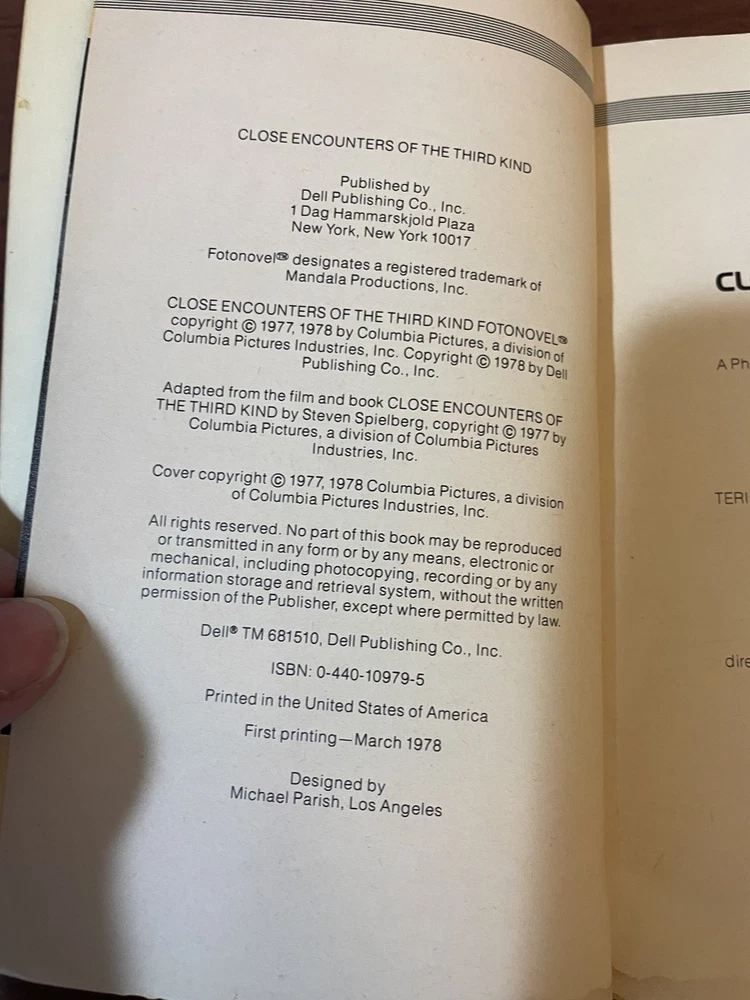 CLOSE ENCOUNTERS OF THE THIRD KIND
Published by
Dell Publishing Co., Inc.
1 Dag Hammarskjold Plaza
New York, New York 10017
Fotonovel™ designates a registered trademark of
Mandala Productions, Inc.
CLOSE ENCOUNTERS OF THE THIRD KIND FOTONOVEL™
copyright © 1977, 1978 by Columbia Pictures, a division of
Columbia Pictures Industries, Inc. Copyright © 1978 by Dell
Publishing Co., Inc.
Adapted from the film and book CLOSE ENCOUNTERS OF
THE THIRD KIND by Steven Spielberg, copyright © 1977 by
Columbia Pictures, a division of Columbia Pictures
Industries, Inc.
Cover copyright © 1977, 1978 Columbia Pictures, a division
of Columbia Pictures Industries, Inc.
All rights reserved. No part of this book may be reproduced
or transmitted in any form or by any means, electronic or
mechanical, including photocopying, recording or by any
information storage and retrieval system, without the written
permission of the Publisher, except where permitted by law.
Dell® TM 681510, Dell Publishing Co., Inc.
ISBN: 0-440-10979-5
Printed in the United States of America
First printing—March 1978
Designed by
Michael Parish, Los Angeles
A Ph
TERI
dire